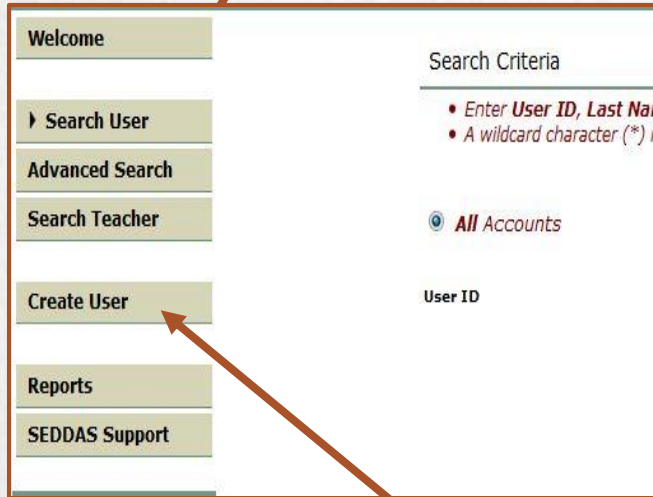 Welcome
Search User
Advanced Search
Search Teacher
Create User
Reports
SEDDAS Support
Search Criteria
• Enter User ID, Last
• A wildcard character (*)
All Accounts
User ID